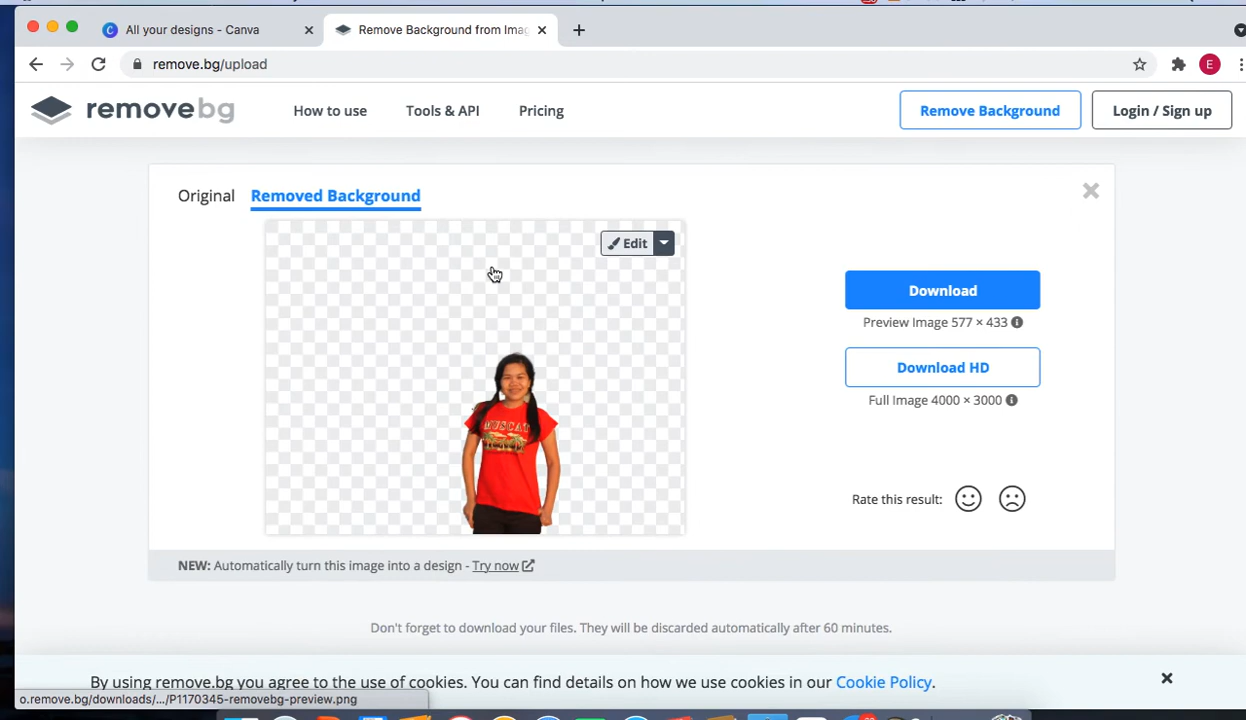 All your designs - Canva
Remove Background from Imag
remove.bg/upload
E
removebg
How to use
Tools & API
Pricing
Remove Background
Login / Sign up
Original
Removed Background
Edit
Download
Preview Image 577 × 433
Download HD
Full Image 4000 × 3000
MUSCAT
Rate this result:
NEW: Automatically turn this image into a design - Try now
Don't forget to download your files. They will be discarded automatically after 60 minutes.
By using remove.bg you agree to the use of cookies. You can find details on how we use cookies in our Cookie Policy.
o.remove.bg/downloads/.../P1170345-removebg-preview.png